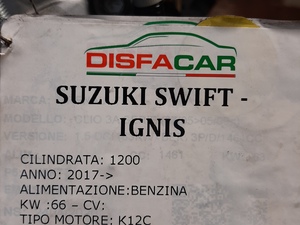 DISFACAR
SUZUKI SWIFT -
IGNIS
CILINDRATA: 1200
ANNO: 2017->
ALIMENTAZIONE:BENZINA
KW :66 – CV:
TIPO MOTORE: K12C